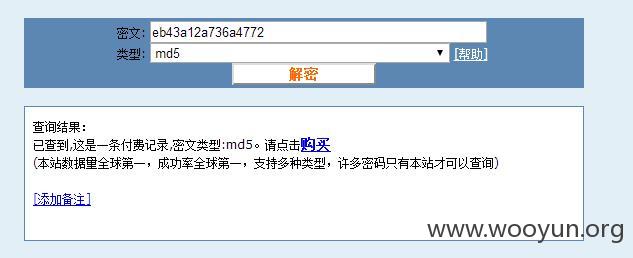 密文: eb43a12a736a4772
类型: md5 [帮助]
解密
查询结果：
已查到,这是一条付费记录,密文类型:md5。请点击购买
(本站数据量全球第一，成功率全球第一，支持多种类型，许多密码只有本站才可以查询)
[添加备注]
www.wooyun.org